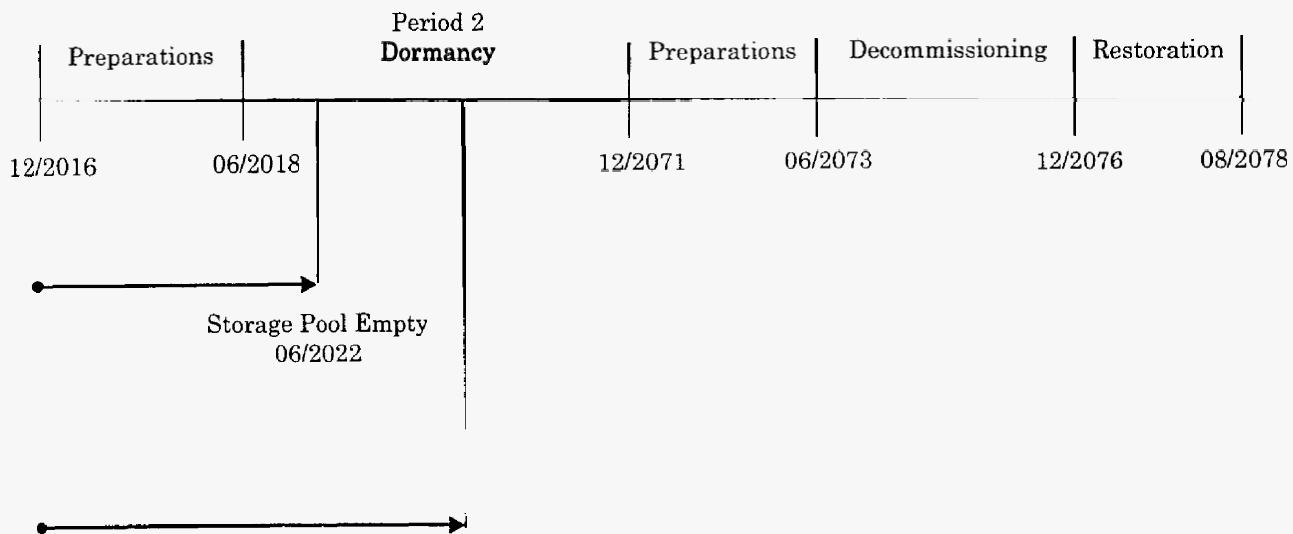 Period 2
Preparations Dormancy Preparations Decommissioning Restoration
12/2016 06/2018 12/2071 06/2073 12/2076 08/2078
Storage Pool Empty
06/2022